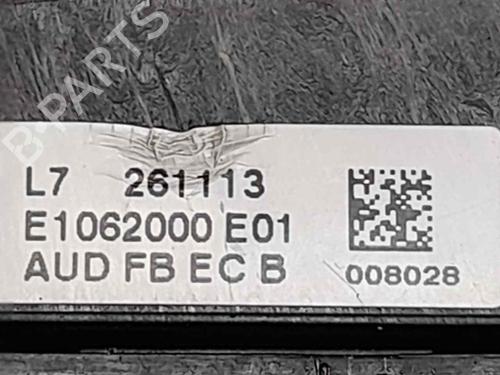 B-PARTS
L7 261113
E1062000 E01
AUD FB EC B
008028